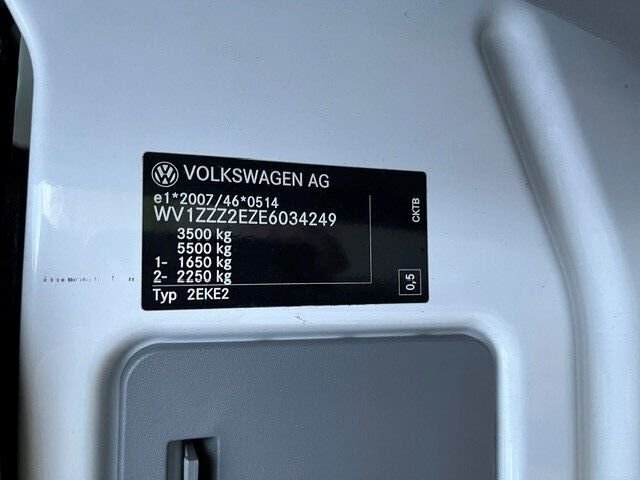 VOLKSWAGEN AG
e1*2007/46*0514
WV1ZZZ2EZE6034249
3500 kg
5500 kg
1- 1650 kg
2- 2250 kg
Typ 2EKE2
CKTB
0,5